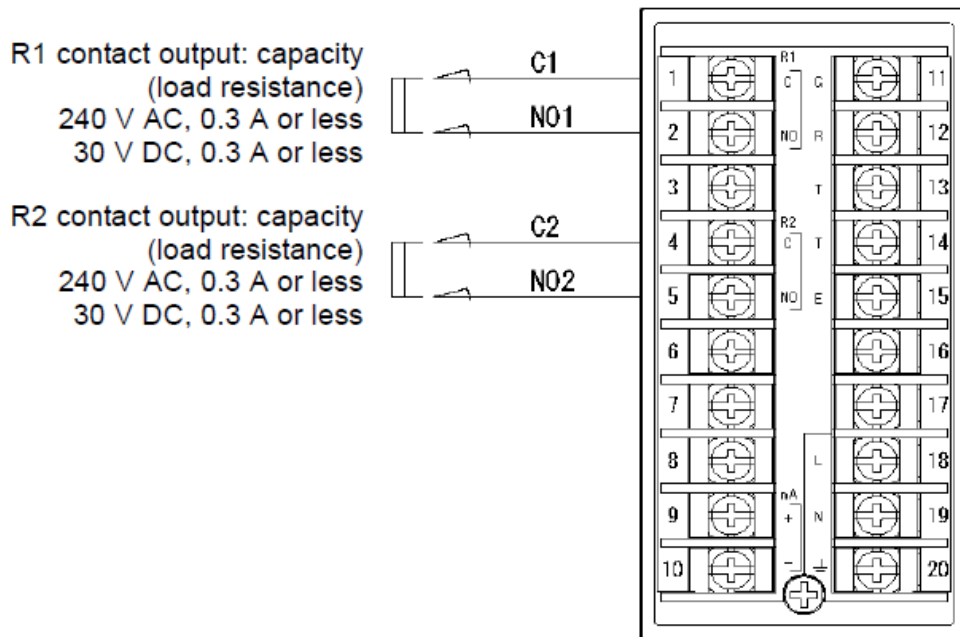 R1 contact output: capacity
(load resistance)
240 V AC, 0.3 A or less
30 V DC, 0.3 A or less
C1
NO1
R2 contact output: capacity
(load resistance)
240 V AC, 0.3 A or less
30 V DC, 0.3 A or less
C2
NO2
R1
1 C G 11
2 NO R 12
3 T 13
R2
4 C T 14
5 NO E 15
6 16
7 17
8 L 18
mA
9 + N 19
10 - ⏚ 20